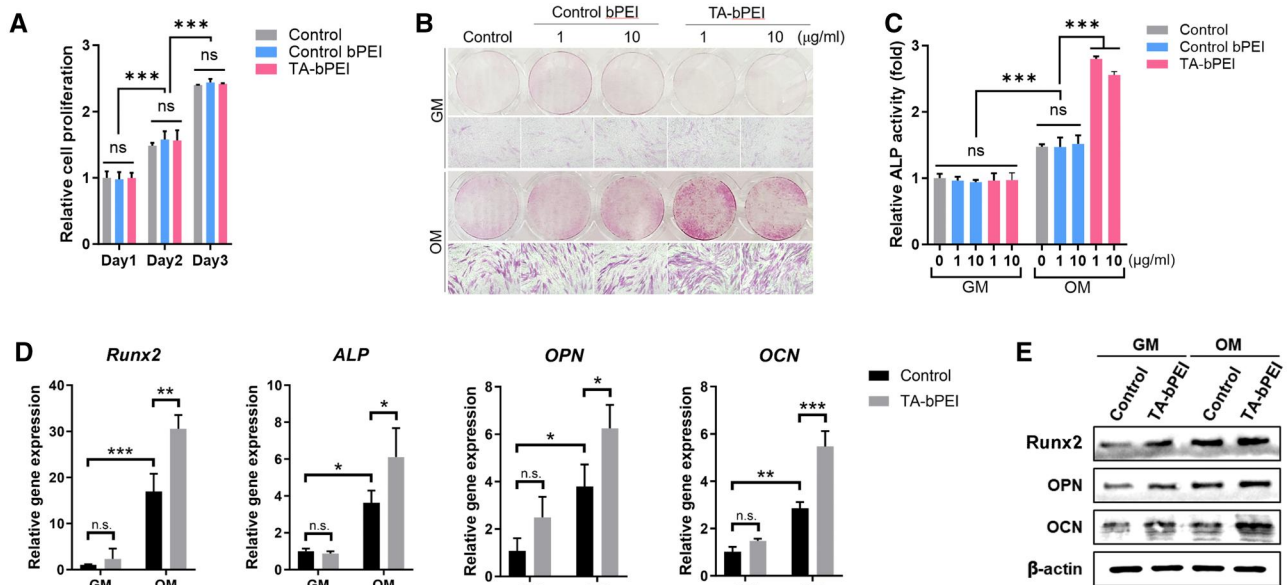 A
Relative cell proliferation
3
2
1
0
ns
***
ns
***
ns
Day1 Day2 Day3
Control
Control bPEI
TA-bPEI
B
Control bPEI TA-bPEI
Control 1 10 1 10 (μg/ml)
GM
OM
C
Relative ALP activity (fold)
3
2
1
0
ns
***
ns
***
0 1 10 1 10 0 1 10 1 10 (μg/ml)
GM OM
Control
Control bPEI
TA-bPEI
D
Runx2
Relative gene expression
40
30
20
10
0
n.s.
***
**
GM OM
ALP
Relative gene expression
10
8
6
4
2
0
n.s.
*
*
GM OM
OPN
Relative gene expression
8
6
4
2
0
n.s.
*
*
OCN
Relative gene expression
8
6
4
2
0
n.s.
**
***
Control
TA-bPEI
E
GM OM
Control TA-bPEI Control TA-bPEI
Runx2
OPN
OCN
β-actin